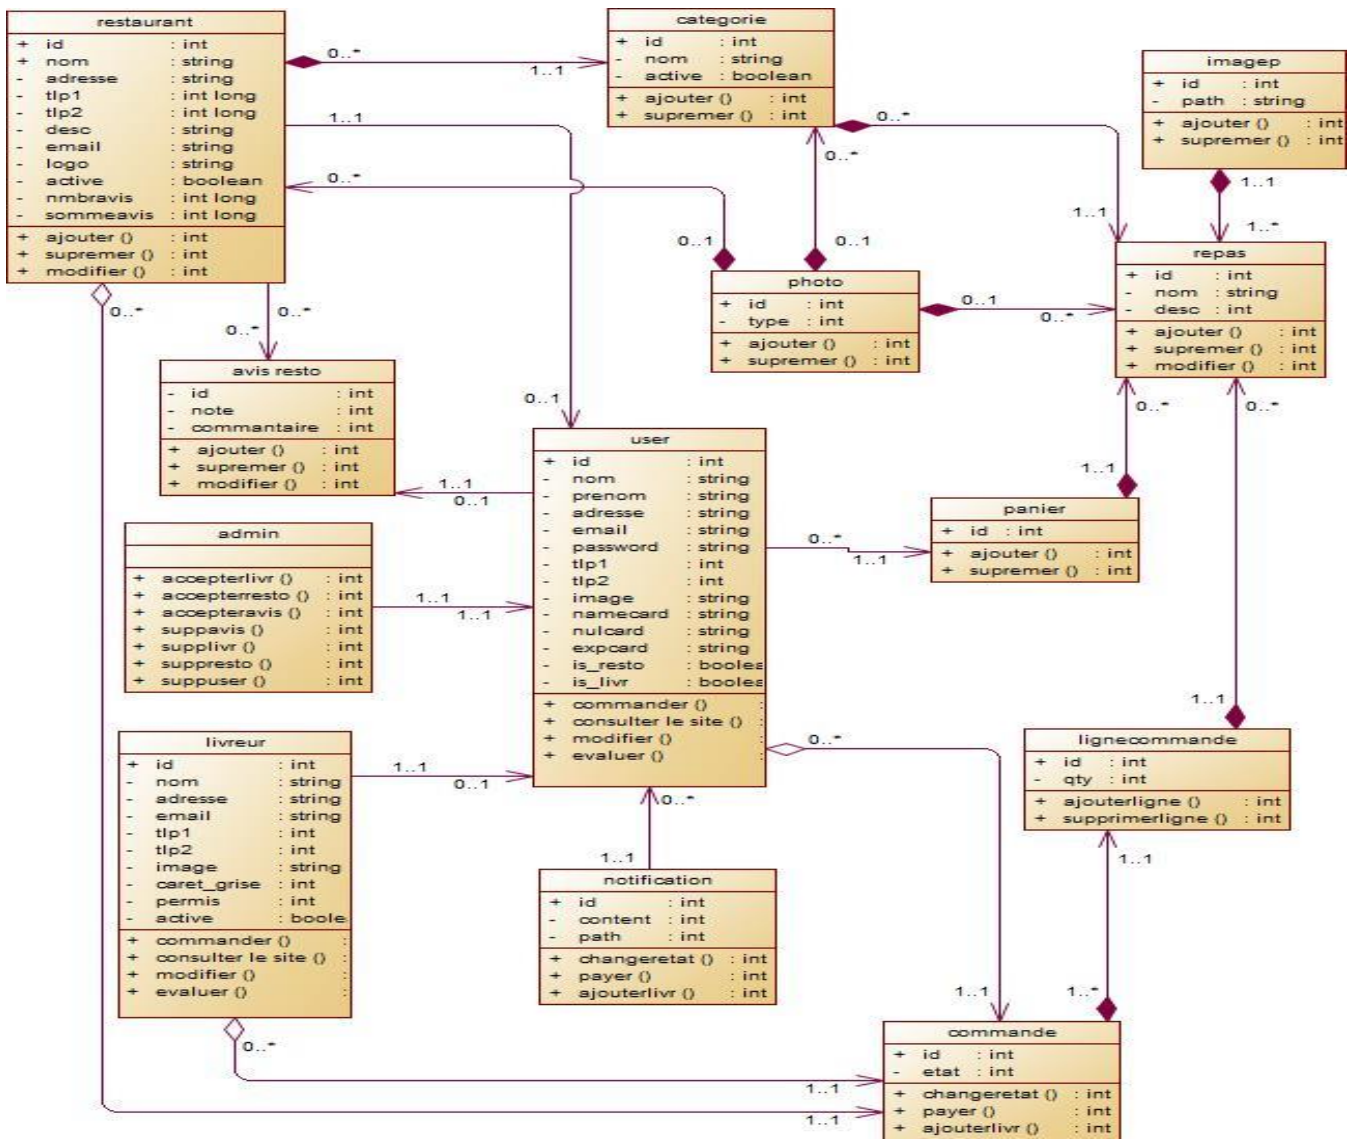 restaurant
+ id : int
+ nom : string
- adresse : string
- tlp1 : int long
- tlp2 : int long
- desc : string
- email : string
- logo : string
- active : boolean
- nmbravis : int long
- sommeavis : int long
+ ajouter () : int
+ supremer () : int
+ modifier () : int
0..*
1..1
categorie
+ id : int
- nom : string
- active : boolean
+ ajouter () : int
+ supremer () : int
imagep
+ id : int
- path : string
+ ajouter () : int
+ supremer () : int
1..1
0..1
0..*
0..1
0..*
0..1
0..*
1..1
1..1
1..*
photo
+ id : int
- type : int
+ ajouter () : int
+ supremer () : int
0..1
0..*
repas
+ id : int
- nom : string
- desc : int
+ ajouter () : int
+ supremer () : int
+ modifier () : int
0..*
0..*
0..*
0..*
0..*
avis resto
- id : int
- note : int
- commantaire : int
+ ajouter () : int
+ supremer () : int
+ modifier () : int
1..1
0..1
user
+ id : int
- nom : string
- prenom : string
- adresse : string
- email : string
- password : string
- tlp1 : int
- tlp2 : int
- image : string
- namecard : string
- nulcard : string
- expcard : string
- is_resto : boolea
- is_livr : boolea
+ commander () :
+ consulter le site () :
+ modifier () :
+ evaluer () :
0..*
1..1
1..1
panier
+ id : int
+ ajouter () : int
+ supremer () : int
admin
+ accepterlivr () : int
+ accepterresto () : int
+ accepteravis () : int
+ suppavis () : int
+ supplivr () : int
+ suppresto () : int
+ suppuser () : int
1..1
1..1
livreur
+ id : int
- nom : string
- adresse : string
- email : string
- tlp1 : int
- tlp2 : int
- image : string
- caret_grise : int
- permis : int
- active : boole
+ commander () :
+ consulter le site () :
+ modifier () :
+ evaluer () :
1..1
0..1
0..*
0..*
1..1
notification
+ id : int
- content : int
- path : int
+ changeretat () : int
+ payer () : int
+ ajouterlivr () : int
1..1
lignecommande
+ id : int
- qty : int
+ ajouterligne () : int
+ supprimerligne () : int
1..1
1..*
1..1
0..*
1..1
1..1
commande
+ id : int
- etat : int
+ changeretat () : int
+ payer () : int
+ ajouterlivr () : int